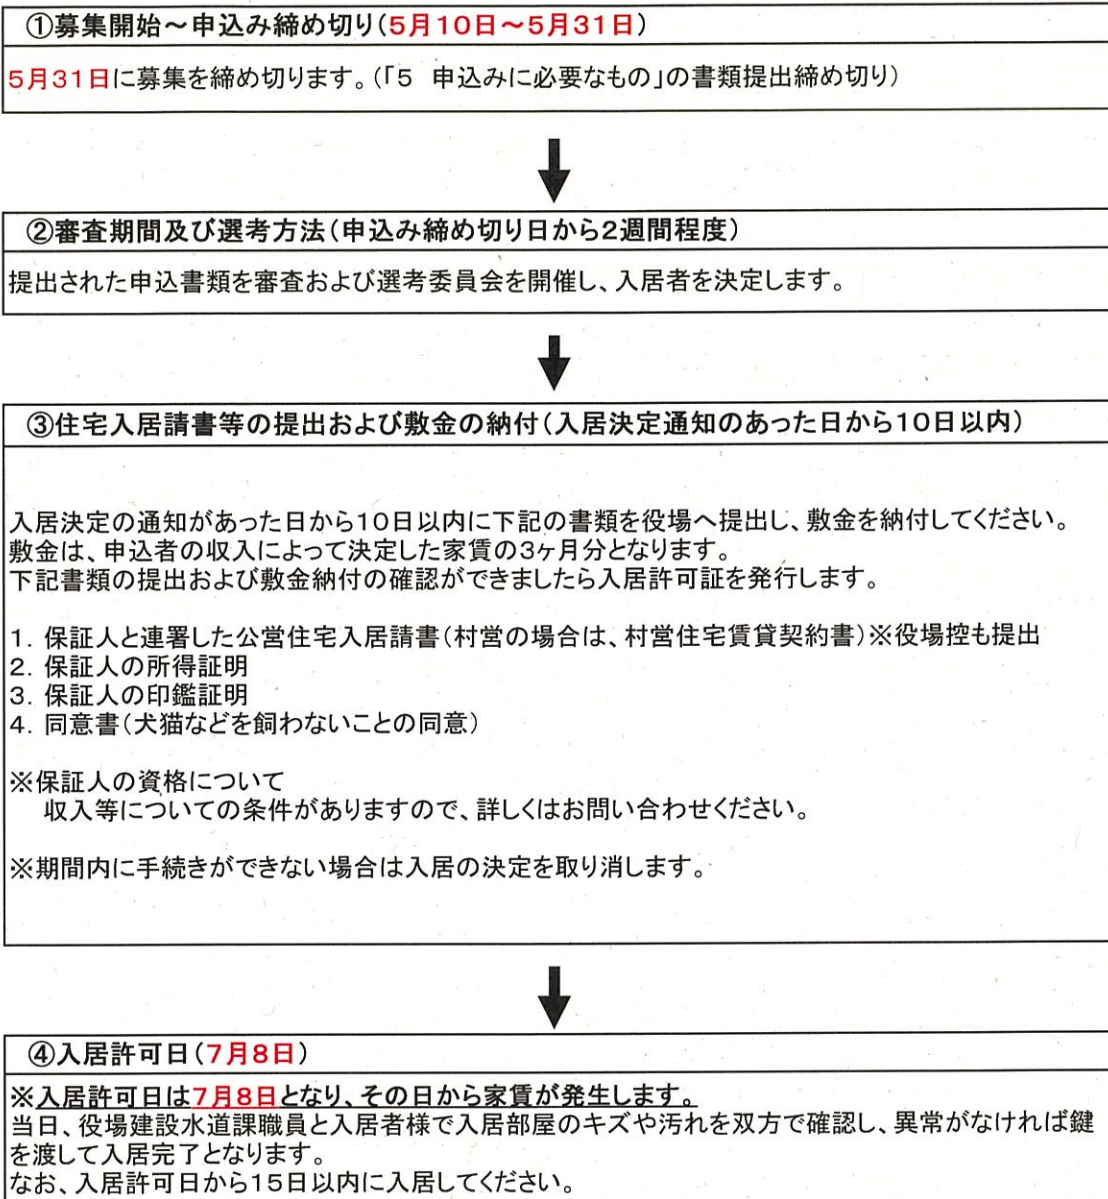 ①募集開始~申込み締め切り(5月10日~5月31日)
5月31日に募集を締め切ります。(「5 申込みに必要なもの」の書類提出締め切り)
②審査期間及び選考方法(申込み締め切り日から2週間程度)
提出された申込書類を審査および選考委員会を開催し、入居者を決定します。
③住宅入居請書等の提出および敷金の納付(入居決定通知のあった日から10日以内)
入居決定の通知があった日から10日以内に下記の書類を役場へ提出し、敷金を納付してください。
敷金は、申込者の収入によって決定した家賃の3ヶ月分となります。
下記書類の提出および敷金納付の確認ができましたら入居許可証を発行します。
1. 保証人と連署した公営住宅入居請書(村営の場合は、村営住宅賃貸契約書)※役場控も提出
2. 保証人の所得証明
3. 保証人の印鑑証明
4. 同意書(犬猫などを飼わないことの同意)
※保証人の資格について
収入等についての条件がありますので、詳しくはお問い合わせください。
※期間内に手続きができない場合は入居の決定を取り消します。
④入居許可日(7月8日)
※入居許可日は7月8日となり、その日から家賃が発生します。
当日、役場建設水道課職員と入居者様で入居部屋のキズや汚れを双方で確認し、異常がなければ鍵
を渡して入居完了となります。
なお、入居許可日から15日以内に入居してください。